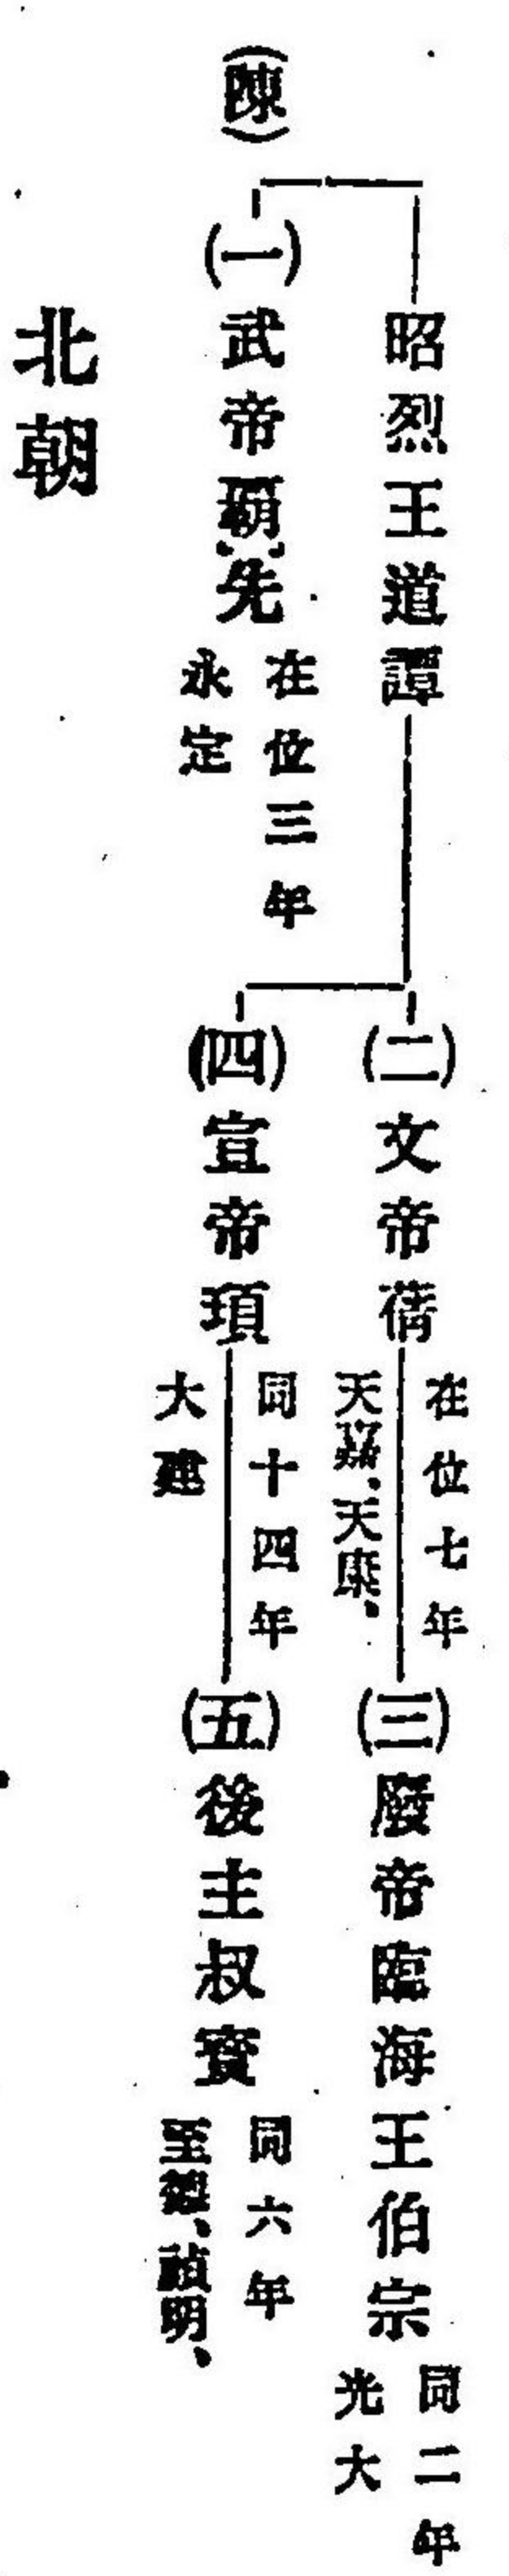 (陳)
昭烈王道譚
(二)文帝蒨
在位七年
天嘉、天康、
(三)廢帝臨海王伯宗
同二年
光大
(一)武帝霸先
在位三年
永定
(四)宣帝頊
同十四年
大建
(五)後主叔寶
同六年
至德、禎明、
北朝